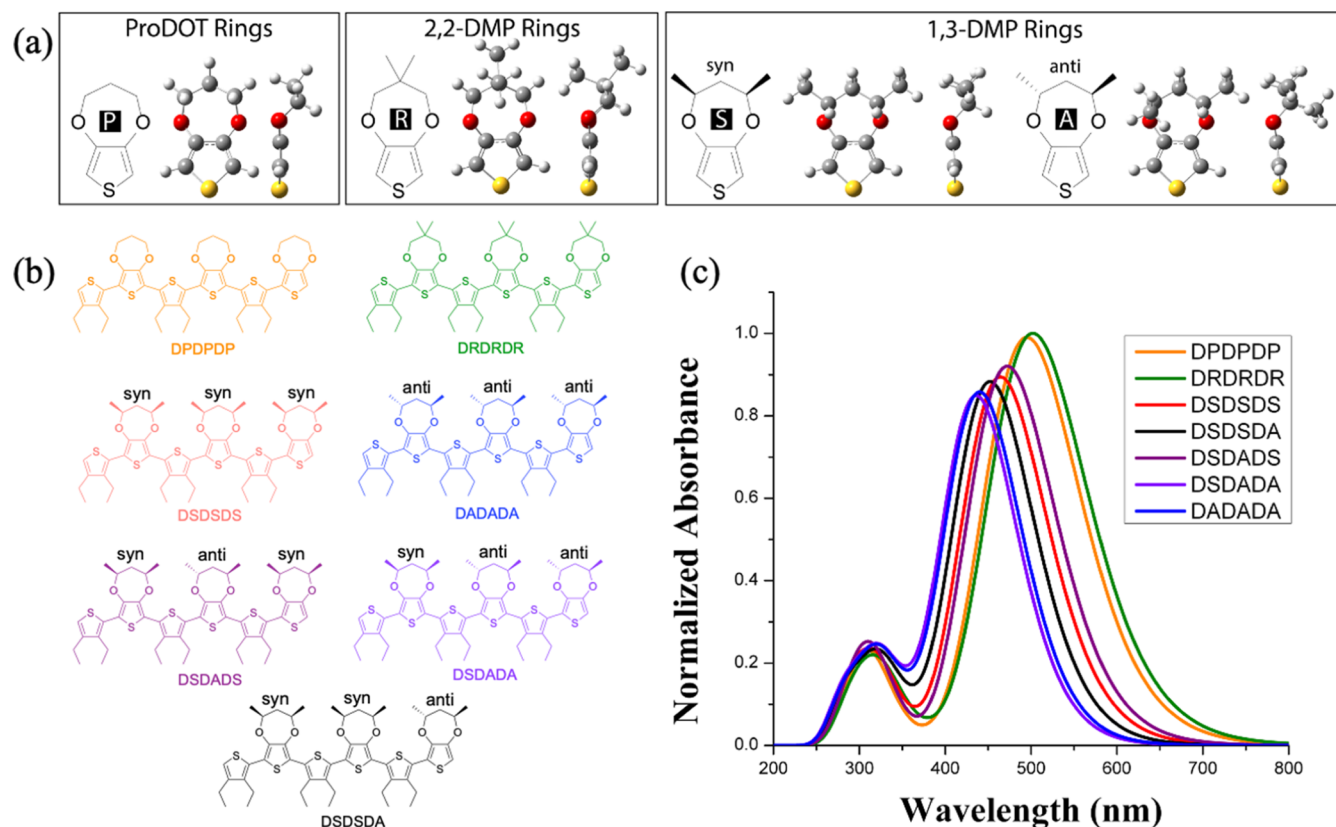 (a)
ProDOT Rings
2,2-DMP Rings
1,3-DMP Rings
syn
anti
P
R
S
A
O
O
O
O
O
O
O
O
O
O
O
O
S
S
S
S
(b)
S O O S O O S O O
S S S
DPDPDP
S O O S O O S O O
S S S
DRDRDR
syn syn syn
S O O S O O S O O
S S S
DSDSDS
anti anti anti
S O O S O O S O O
S S S
DADADA
syn anti syn
S O O S O O S O O
S S S
DSDADS
syn anti anti
S O O S O O S O O
S S S
DSDADA
syn syn anti
S O O S O O S O O
S S S
DSDSDA
(c)
Normalized Absorbance
1.0
0.8
0.6
0.4
0.2
0.0
200 300 400 500 600 700 800
Wavelength (nm)
DPDPDP
DRDRDR
DSDSDS
DSDSDA
DSDADS
DSDADA
DADADA